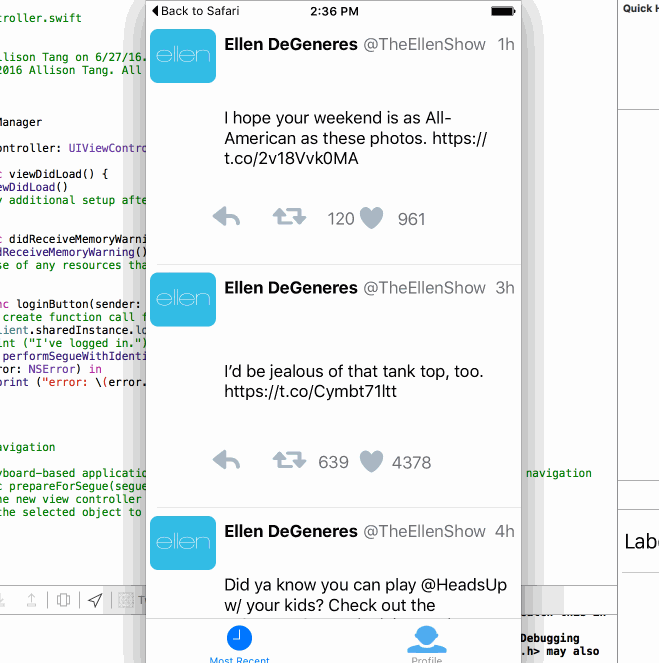 ntroller.swift
Allison Tang on 6/27/16.
2016 Allison Tang. All
Manager
ontroller: UIViewContro
viewDidLoad() {
ewDidLoad()
y additional setup afte
didReceiveMemoryWarni
dReceiveMemoryWarning()
se of any resources tha
nc loginButton(sender:
create function call f
lient.sharedInstance.lo
int ("I've logged in.")
performSegueWithIdenti
ror: NSError) in
print ("error: \(error.
avigation
yboard-based applicatio
navigation
prepareForSegue(segue
he new view controller
the selected object to
Back to Safari
2:36 PM
ellen
Ellen DeGeneres @TheEllenShow 1h
I hope your weekend is as All-
American as these photos. https://
t.co/2v18Vvk0MA
120 961
ellen
Ellen DeGeneres @TheEllenShow 3h
I'd be jealous of that tank top, too.
https://t.co/Cymbt71ltt
639 4378
ellen
Ellen DeGeneres @TheEllenShow 4h
Did ya know you can play @HeadsUp
w/ your kids? Check out the
Most Recent
Profile
Quick H
Labe
Debugging
.h> may also